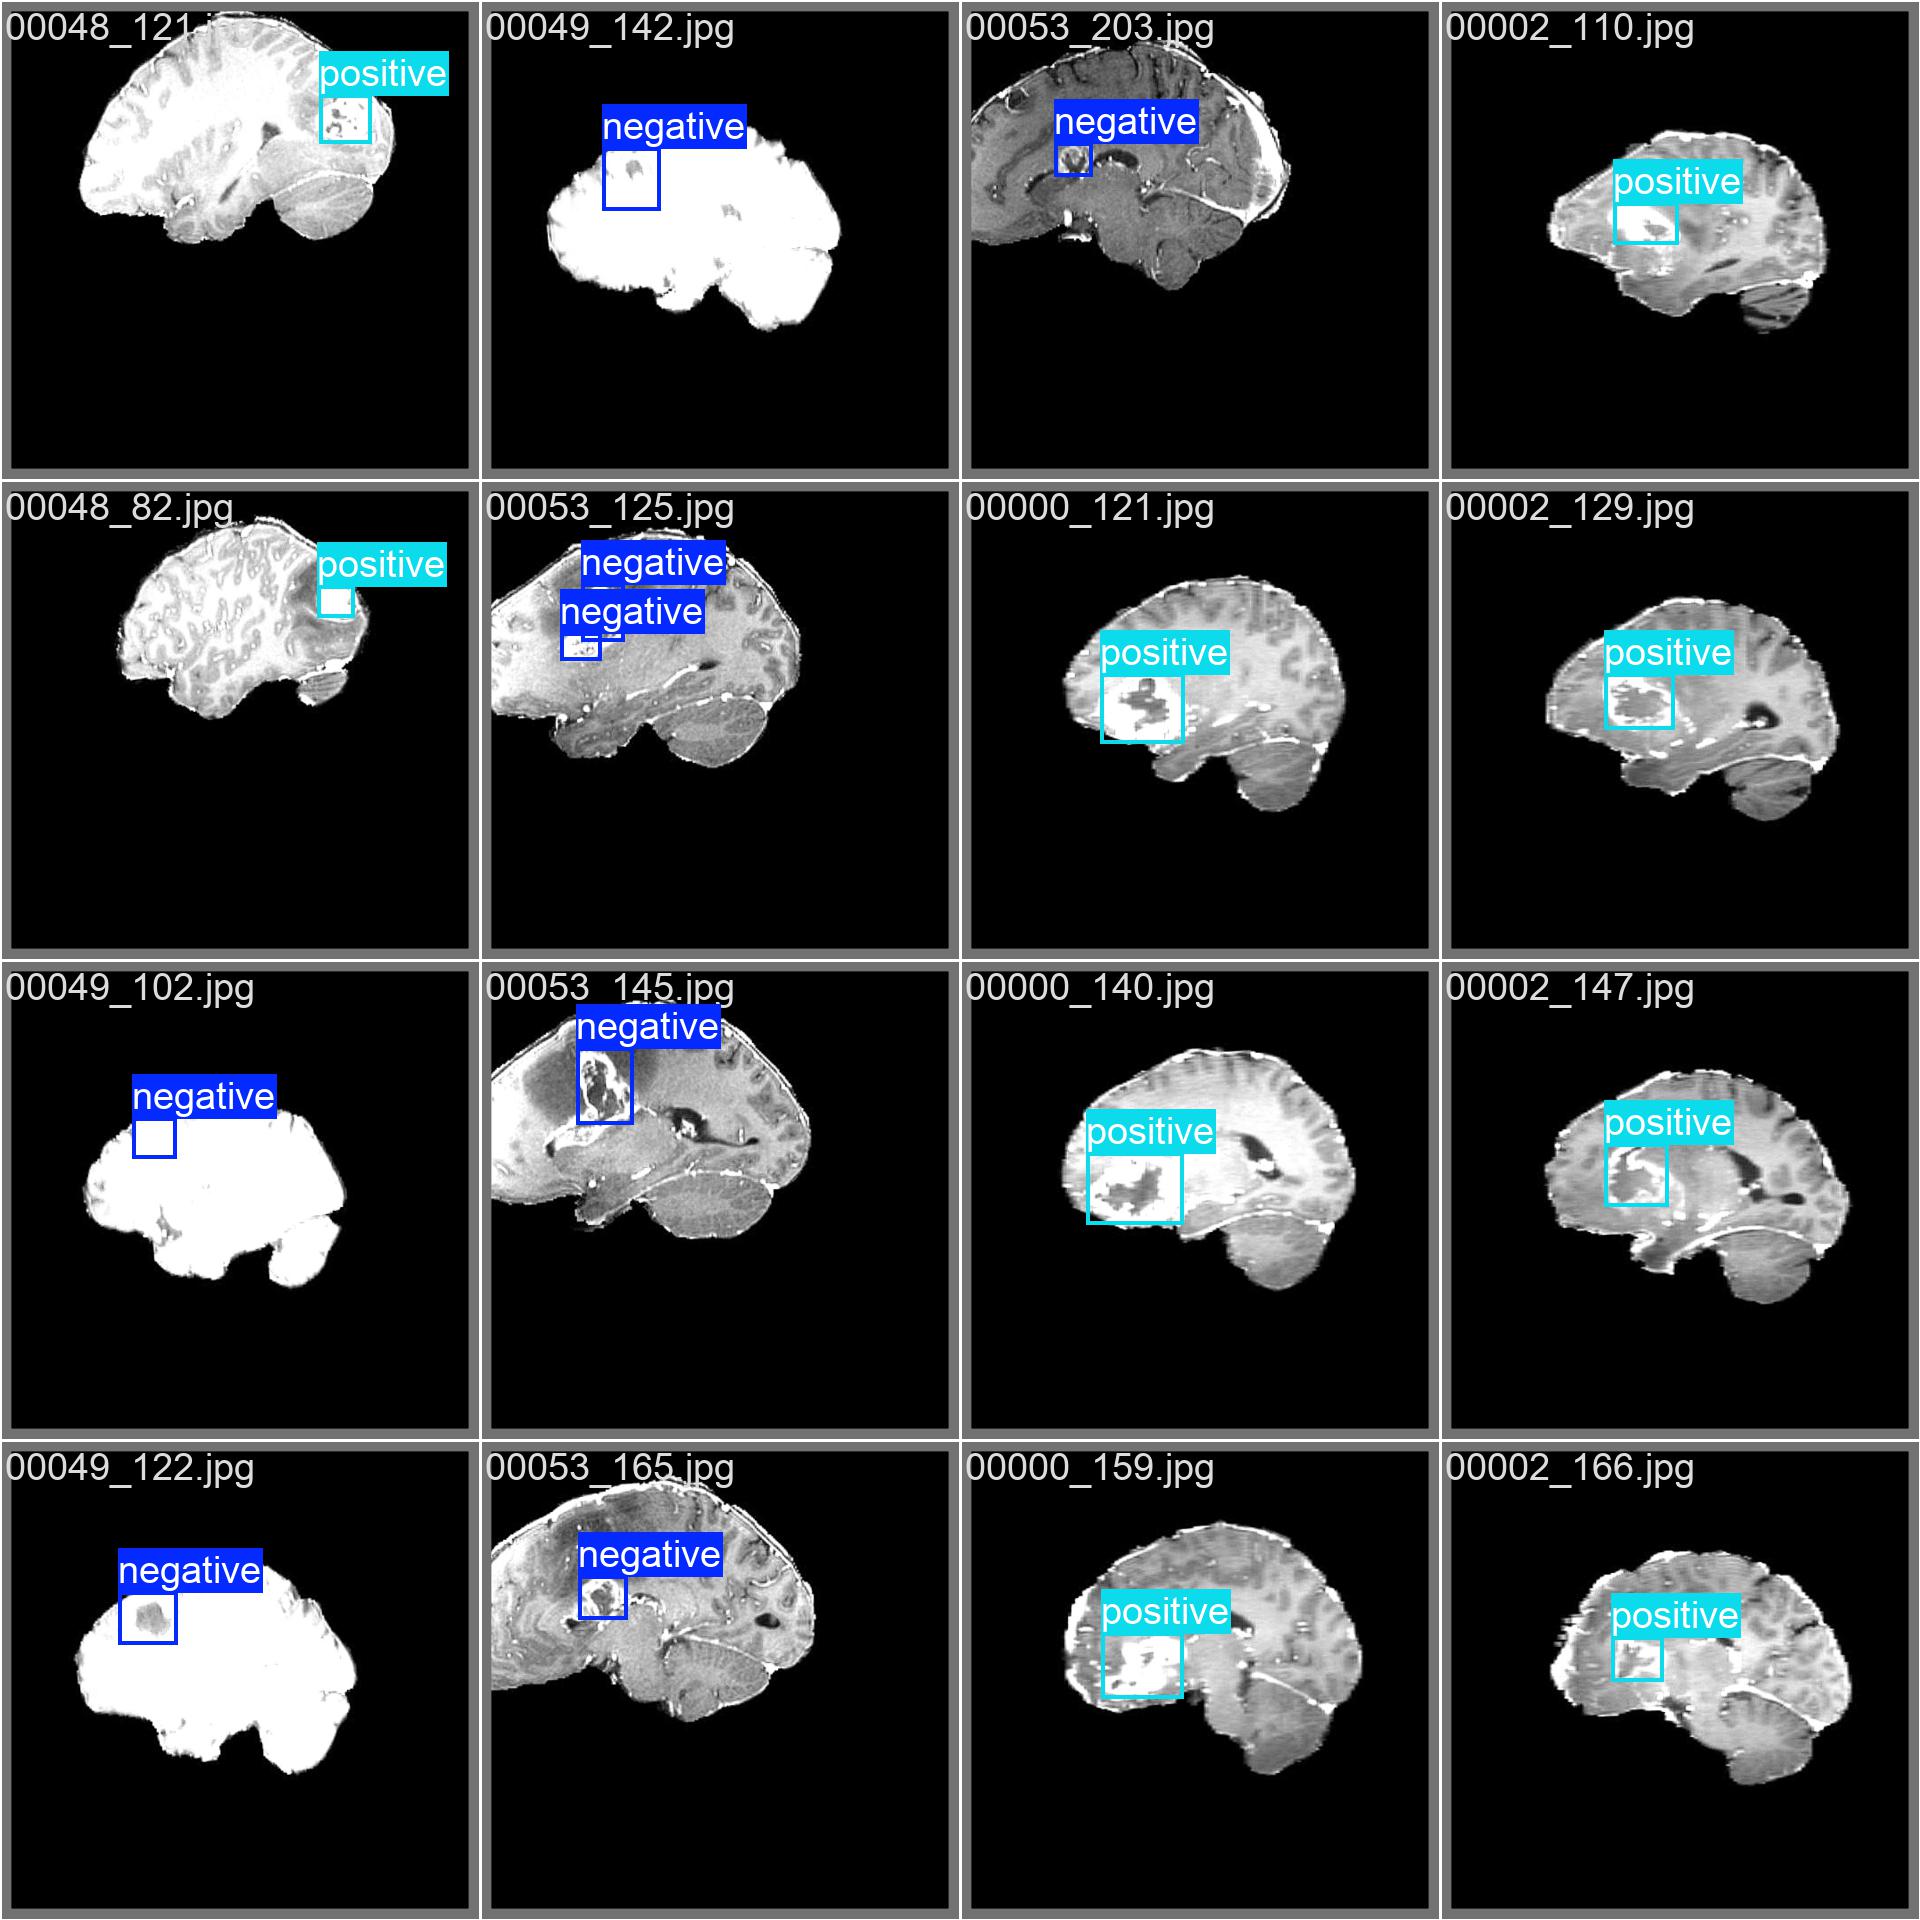 00048_121.j
positive
00049_142.jpg
negative
00053_203.jpg
negative
00002_110.jpg
positive
00048_82.jpg
positive
00053_125.jpg
negative
negative
00000_121.jpg
positive
00002_129.jpg
positive
00049_102.jpg
negative
00053_145.jpg
negative
00000_140.jpg
positive
00002_147.jpg
positive
00049_122.jpg
negative
00053_165.jpg
negative
00000_159.jpg
positive
00002_166.jpg
positive